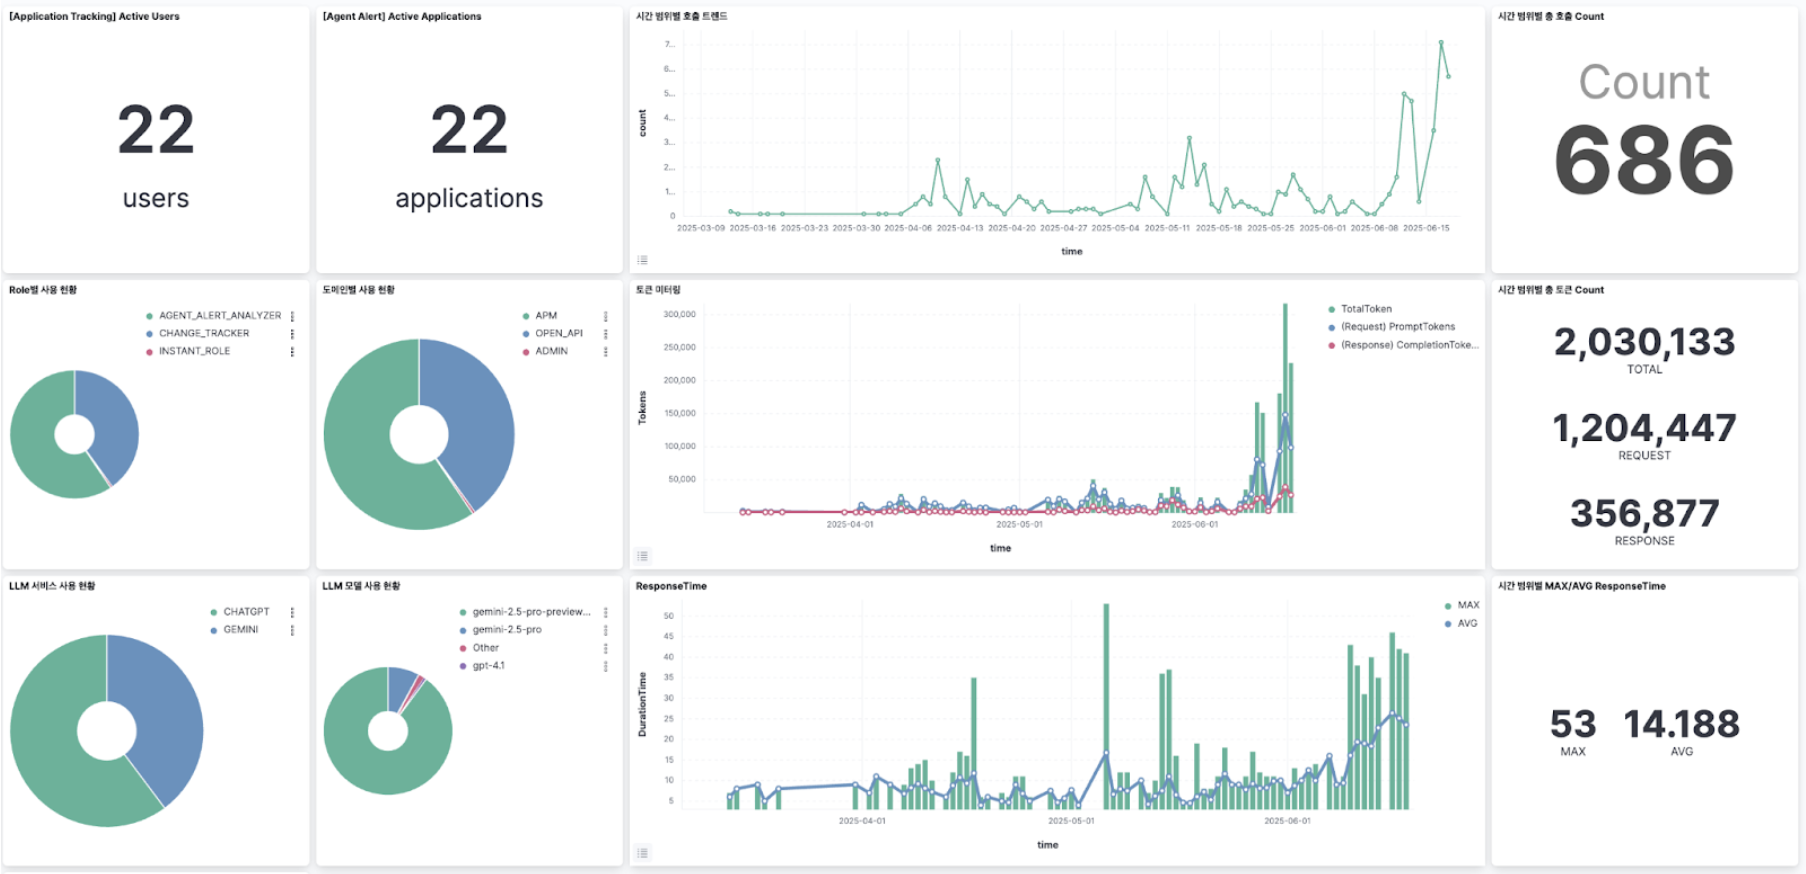 [Application Tracking] Active Users
22
users
[Agent Alert] Active Applications
22
applications
시간 범위별 호출 트렌드
count
7...
6...
5...
4...
3...
2...
1...
0
2025-03-09 2025-03-16 2025-03-23 2025-03-30 2025-04-06 2025-04-13 2025-04-20 2025-04-27 2025-05-04 2025-05-11 2025-05-18 2025-05-25 2025-06-01 2025-06-08 2025-06-15
time
시간 범위별 총 호출 Count
Count
686
Role별 사용 현황
AGENT_ALERT_ANALYZER
CHANGE_TRACKER
INSTANT_ROLE
도메인별 사용 현황
APM
OPEN_API
ADMIN
토큰 미터링
Tokens
300,000
250,000
200,000
150,000
100,000
50,000
2025-04-01 2025-05-01 2025-06-01
time
TotalToken
(Request) PromptTokens
(Response) CompletionToke...
시간 범위별 총 토큰 Count
2,030,133
TOTAL
1,204,447
REQUEST
356,877
RESPONSE
LLM 서비스 사용 현황
CHATGPT
GEMINI
LLM 모델 사용 현황
gemini-2.5-pro-preview...
gemini-2.5-pro
Other
gpt-4.1
ResponseTime
DurationTime
50
45
40
35
30
25
20
15
10
5
2025-04-01 2025-05-01 2025-06-01
time
MAX
AVG
시간 범위별 MAX/AVG ResponseTime
53 14.188
MAX AVG